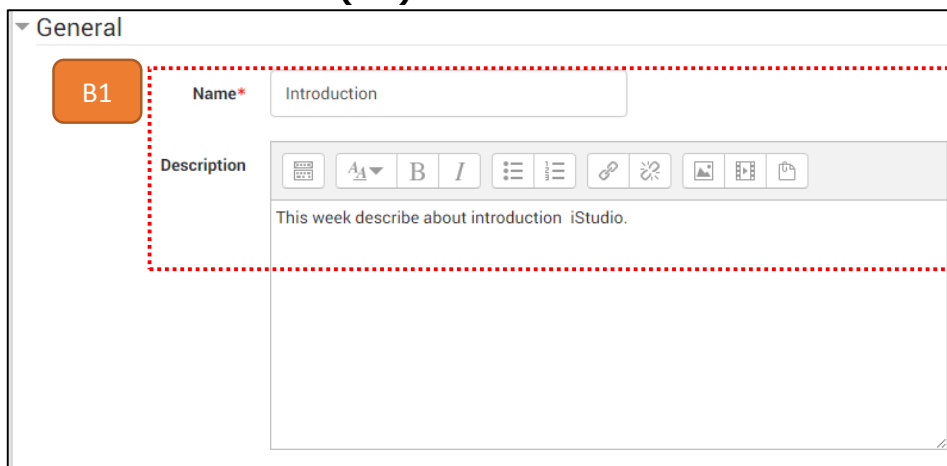 General
B1
Name*
Introduction
Description
B I
This week describe about introduction iStudio.